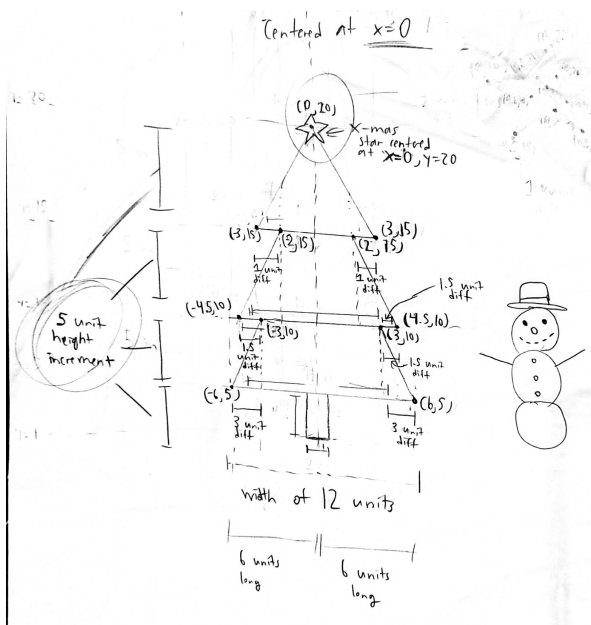 Centered at x=0
(0,20)
X-mas
star centered
at x=0, y=20
(-3,15)
(-2,15)
(2,15)
(3,15)
1 unit
diff
1 unit
diff
1.5 unit
diff
(-4.5,10)
(-3,10)
(3,10)
(4.5,10)
5 unit
height
increment
1.5
unit
diff
1.5 unit
diff
(-6,5)
(6,5)
3 unit
diff
3 unit
diff
width of 12 units
6 units
long
6 units
long